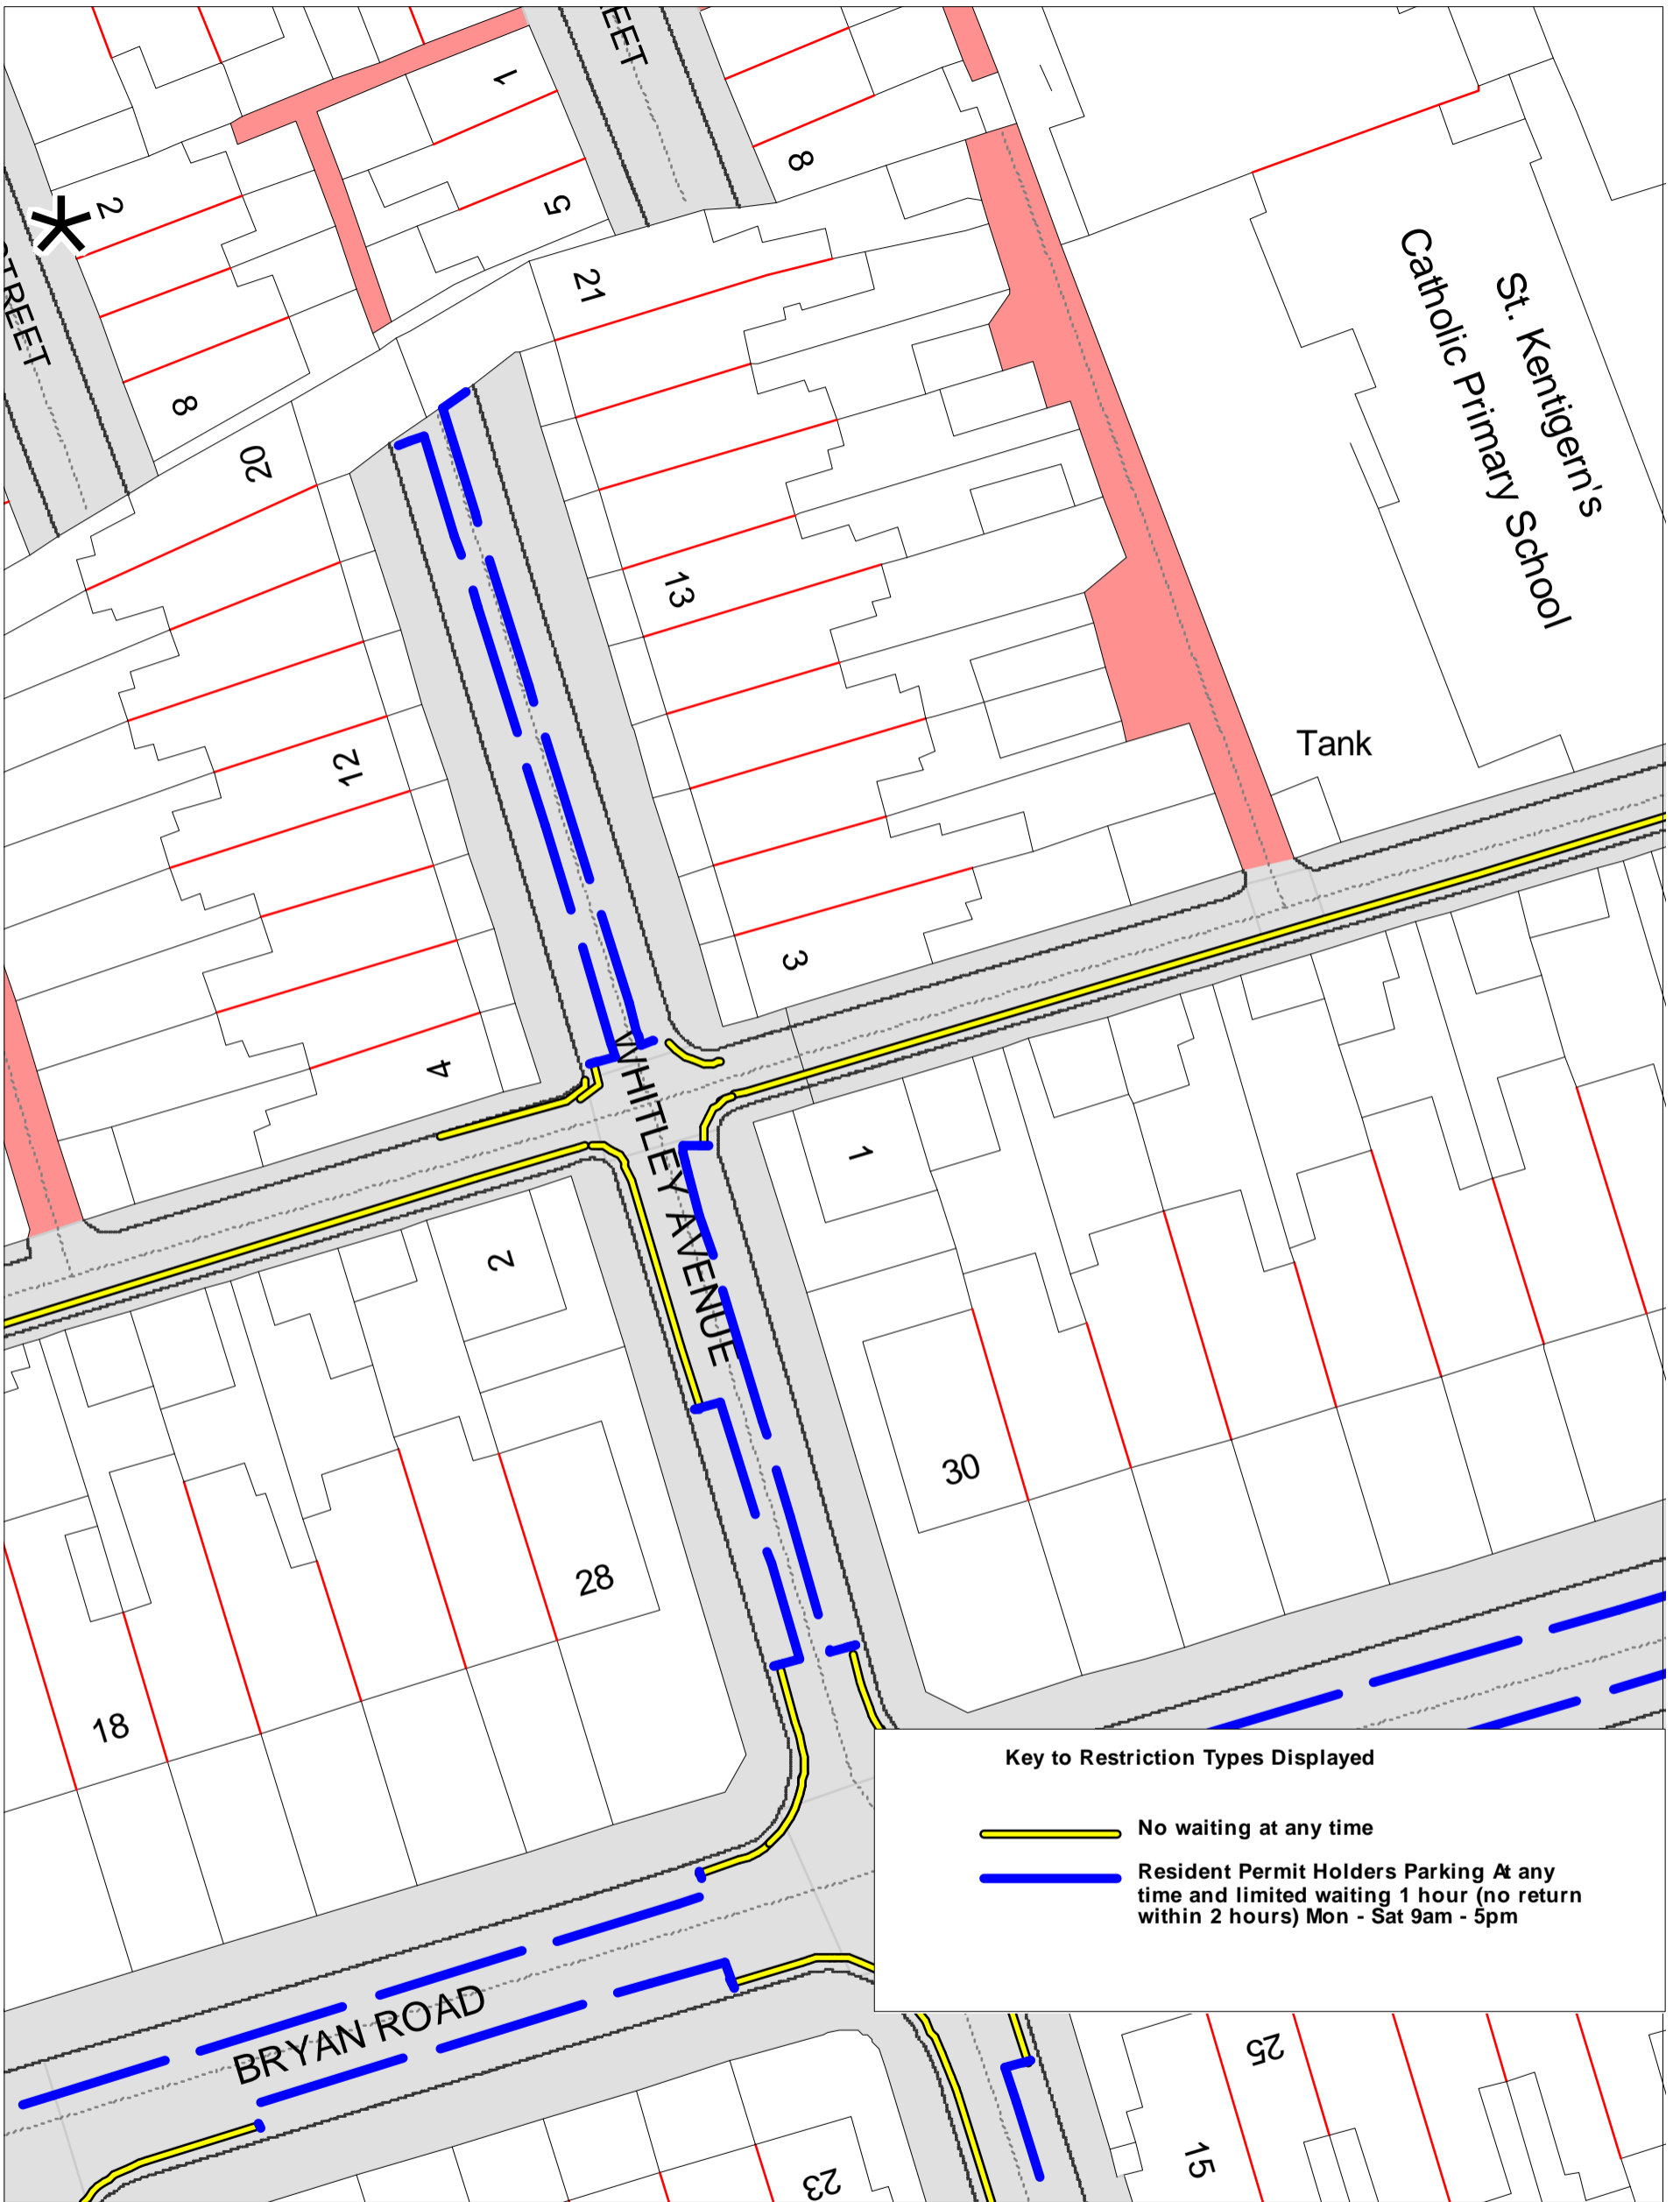 EET
1
5
8
2
STREET
8
21
20
St. Kentigern's
Catholic Primary School
13
12
Tank
3
4
WHITLEY AVENUE
1
2
30
28
18
Key to Restriction Types Displayed
No waiting at any time
Resident Permit Holders Parking At any
time and limited waiting 1 hour (no return
within 2 hours) Mon - Sat 9am - 5pm
BRYAN ROAD
25
15
23